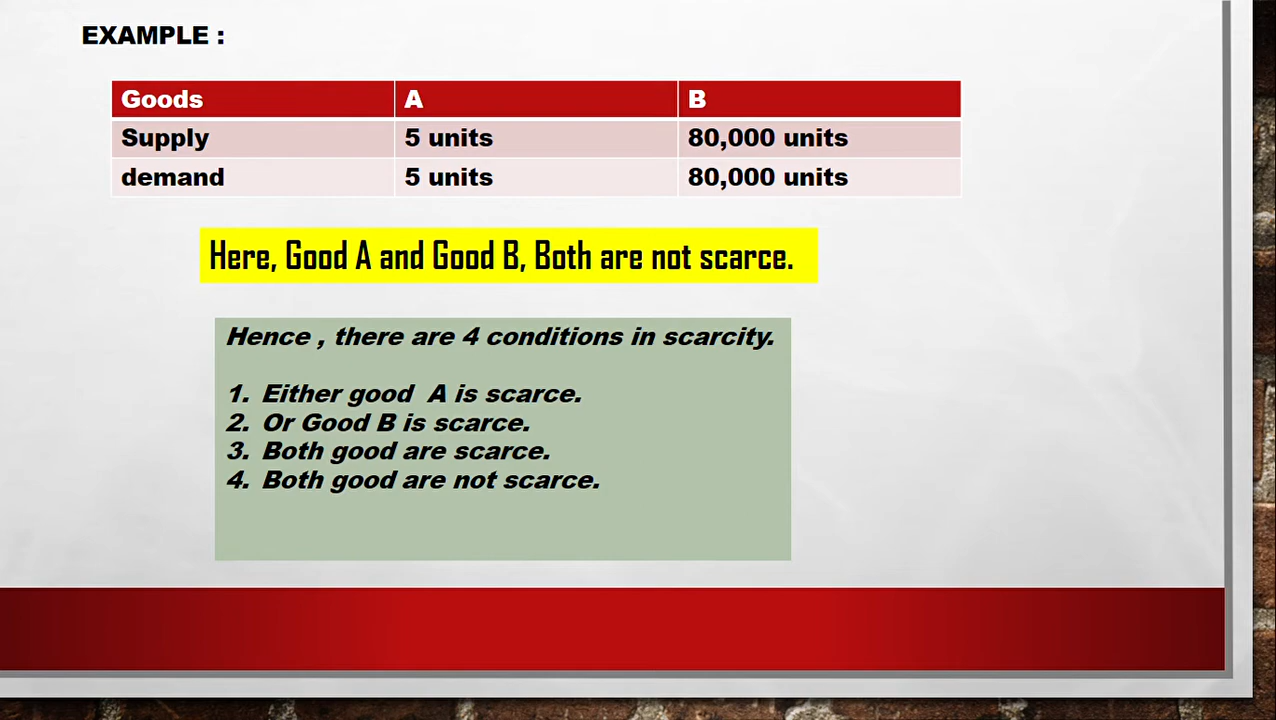 EXAMPLE :
Goods A B
Supply 5 units 80,000 units
demand 5 units 80,000 units
Here, Good A and Good B, Both are not scarce.
Hence , there are 4 conditions in scarcity.
1. Either good A is scarce.
2. Or Good B is scarce.
3. Both good are scarce.
4. Both good are not scarce.